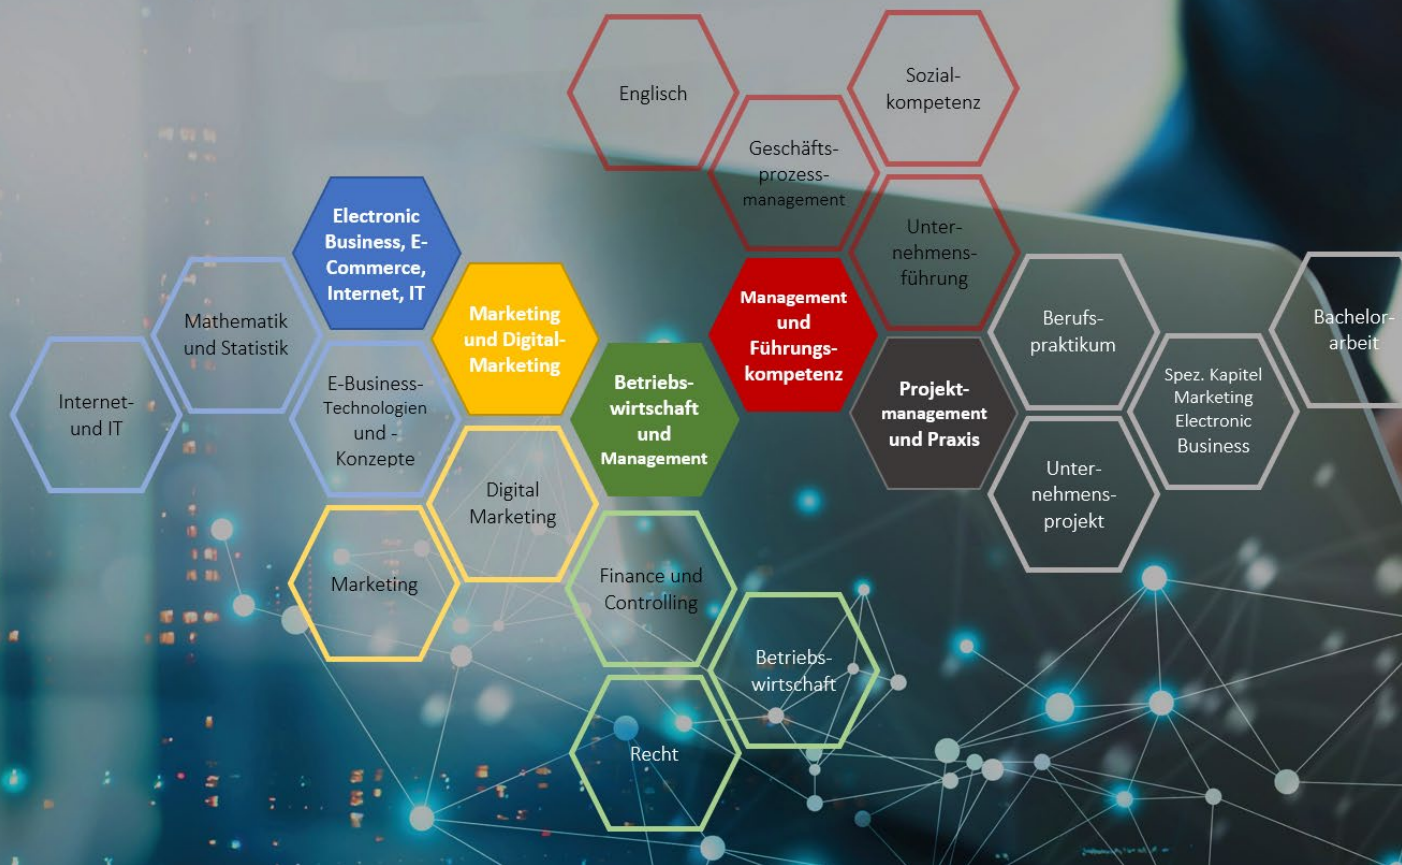 Englisch
Sozial-
kompetenz
Geschäfts-
prozess-
management
Unter-
nehmens-
führung
Electronic
Business, E-
Commerce,
Internet, IT
Mathematik
und Statistik
Internet-
und IT
E-Business-
Technologien
und -
Konzepte
Marketing
und Digital-
Marketing
Digital
Marketing
Marketing
Betriebs-
wirtschaft
und
Management
Finance und
Controlling
Betriebs-
wirtschaft
Recht
Management
und
Führungs-
kompetenz
Projekt-
management
und Praxis
Berufs-
praktikum
Unter-
nehmens-
projekt
Spez. Kapitel
Marketing
Electronic
Business
Bachelor-
arbeit